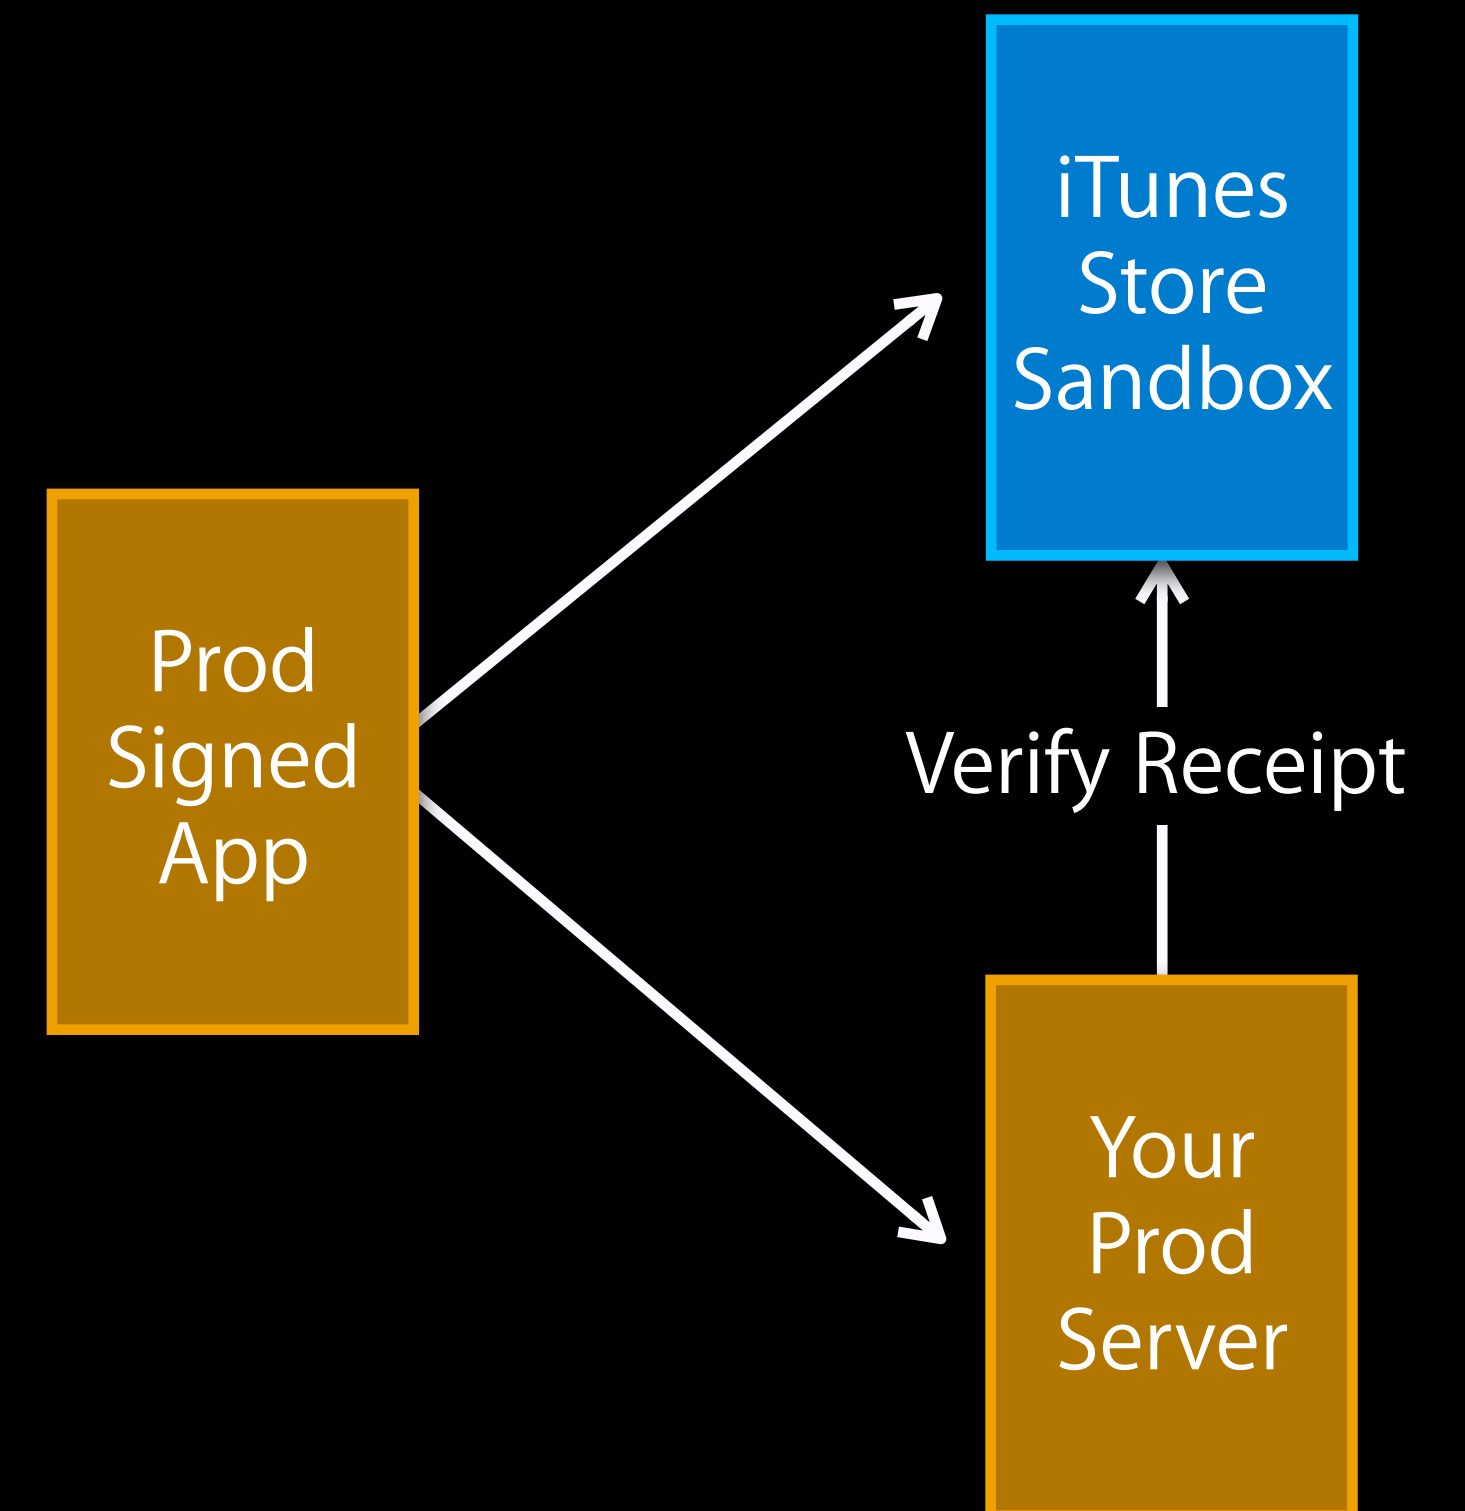 iTunes
Store
Sandbox
Prod
Signed
App
Verify Receipt
Your
Prod
Server